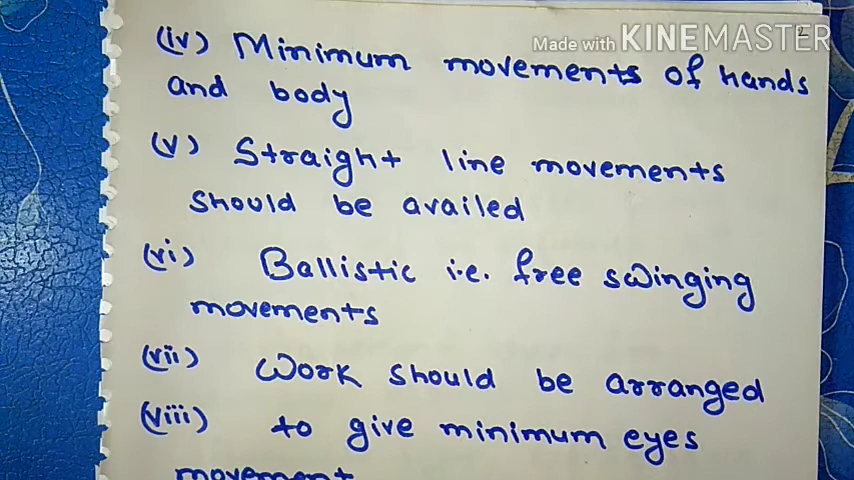 Made with KINEMASTER
(iv) Minimum movements of hands
and body
(v) Straight line movements
should be availed
(vi) Ballistic i.e. free swinging
movements
(vii) Work should be arranged
(viii) to give minimum eyes
movement